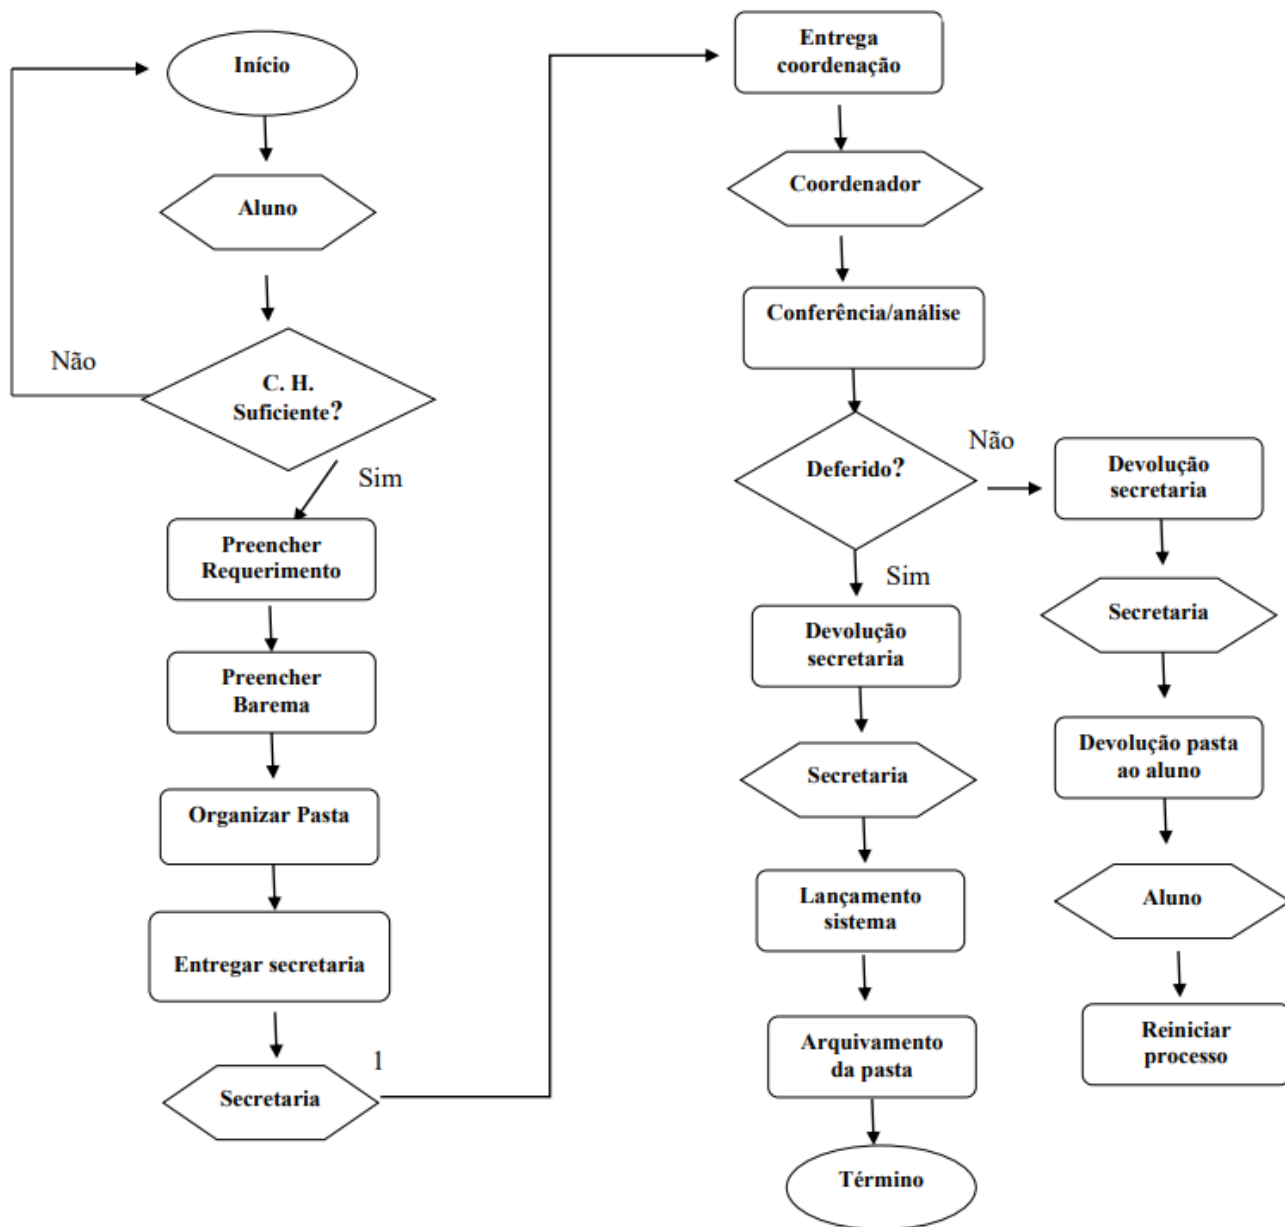 Início
Aluno
Não
C. H.
Suficiente?
Sim
Preencher
Requerimento
Preencher
Barema
Organizar Pasta
Entregar secretaria
1
Secretaria
Entrega
coordenação
Coordenador
Conferência/análise
Deferido?
Não
Sim
Devolução
secretaria
Secretaria
Lançamento
sistema
Arquivamento
da pasta
Término
Devolução
secretaria
Secretaria
Devolução pasta
ao aluno
Aluno
Reiniciar
processo